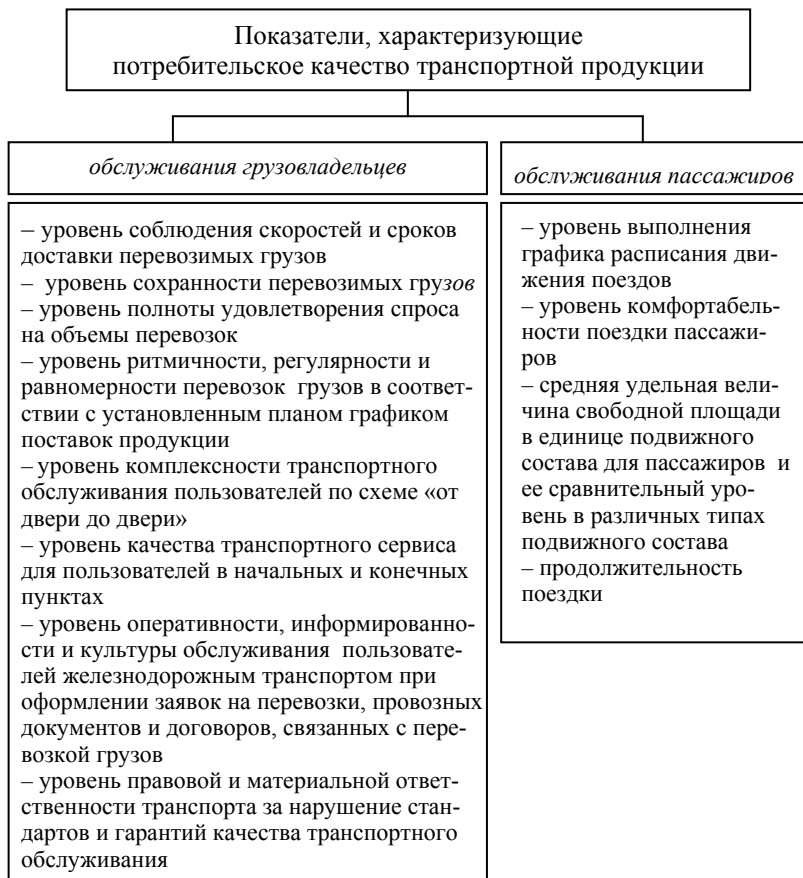 Показатели, характеризующие
потребительское качество транспортной продукции
обслуживания грузовладельцев
– уровень соблюдения скоростей и сроков
доставки перевозимых грузов
– уровень сохранности перевозимых грузов
– уровень полноты удовлетворения спроса
на объемы перевозок
– уровень ритмичности, регулярности и
равномерности перевозок грузов в соответ-
ствии с установленным планом графиком
поставок продукции
– уровень комплексности транспортного
обслуживания пользователей по схеме «от
двери до двери»
– уровень качества транспортного сервиса
для пользователей в начальных и конечных
пунктах
– уровень оперативности, информированно-
сти и культуры обслуживания пользовате-
лей железнодорожным транспортом при
оформлении заявок на перевозки, провозных
документов и договоров, связанных с пере-
возкой грузов
– уровень правовой и материальной ответ-
ственности транспорта за нарушение стан-
дартов и гарантий качества транспортного
обслуживания
обслуживания пассажиров
– уровень выполнения
графика расписания дви-
жения поездов
– уровень комфортабель-
ности поездки пассажи-
ров
– средняя удельная вели-
чина свободной площади
в единице подвижного
состава для пассажиров и
ее сравнительный уро-
вень в различных типах
подвижного состава
– продолжительность
поездки